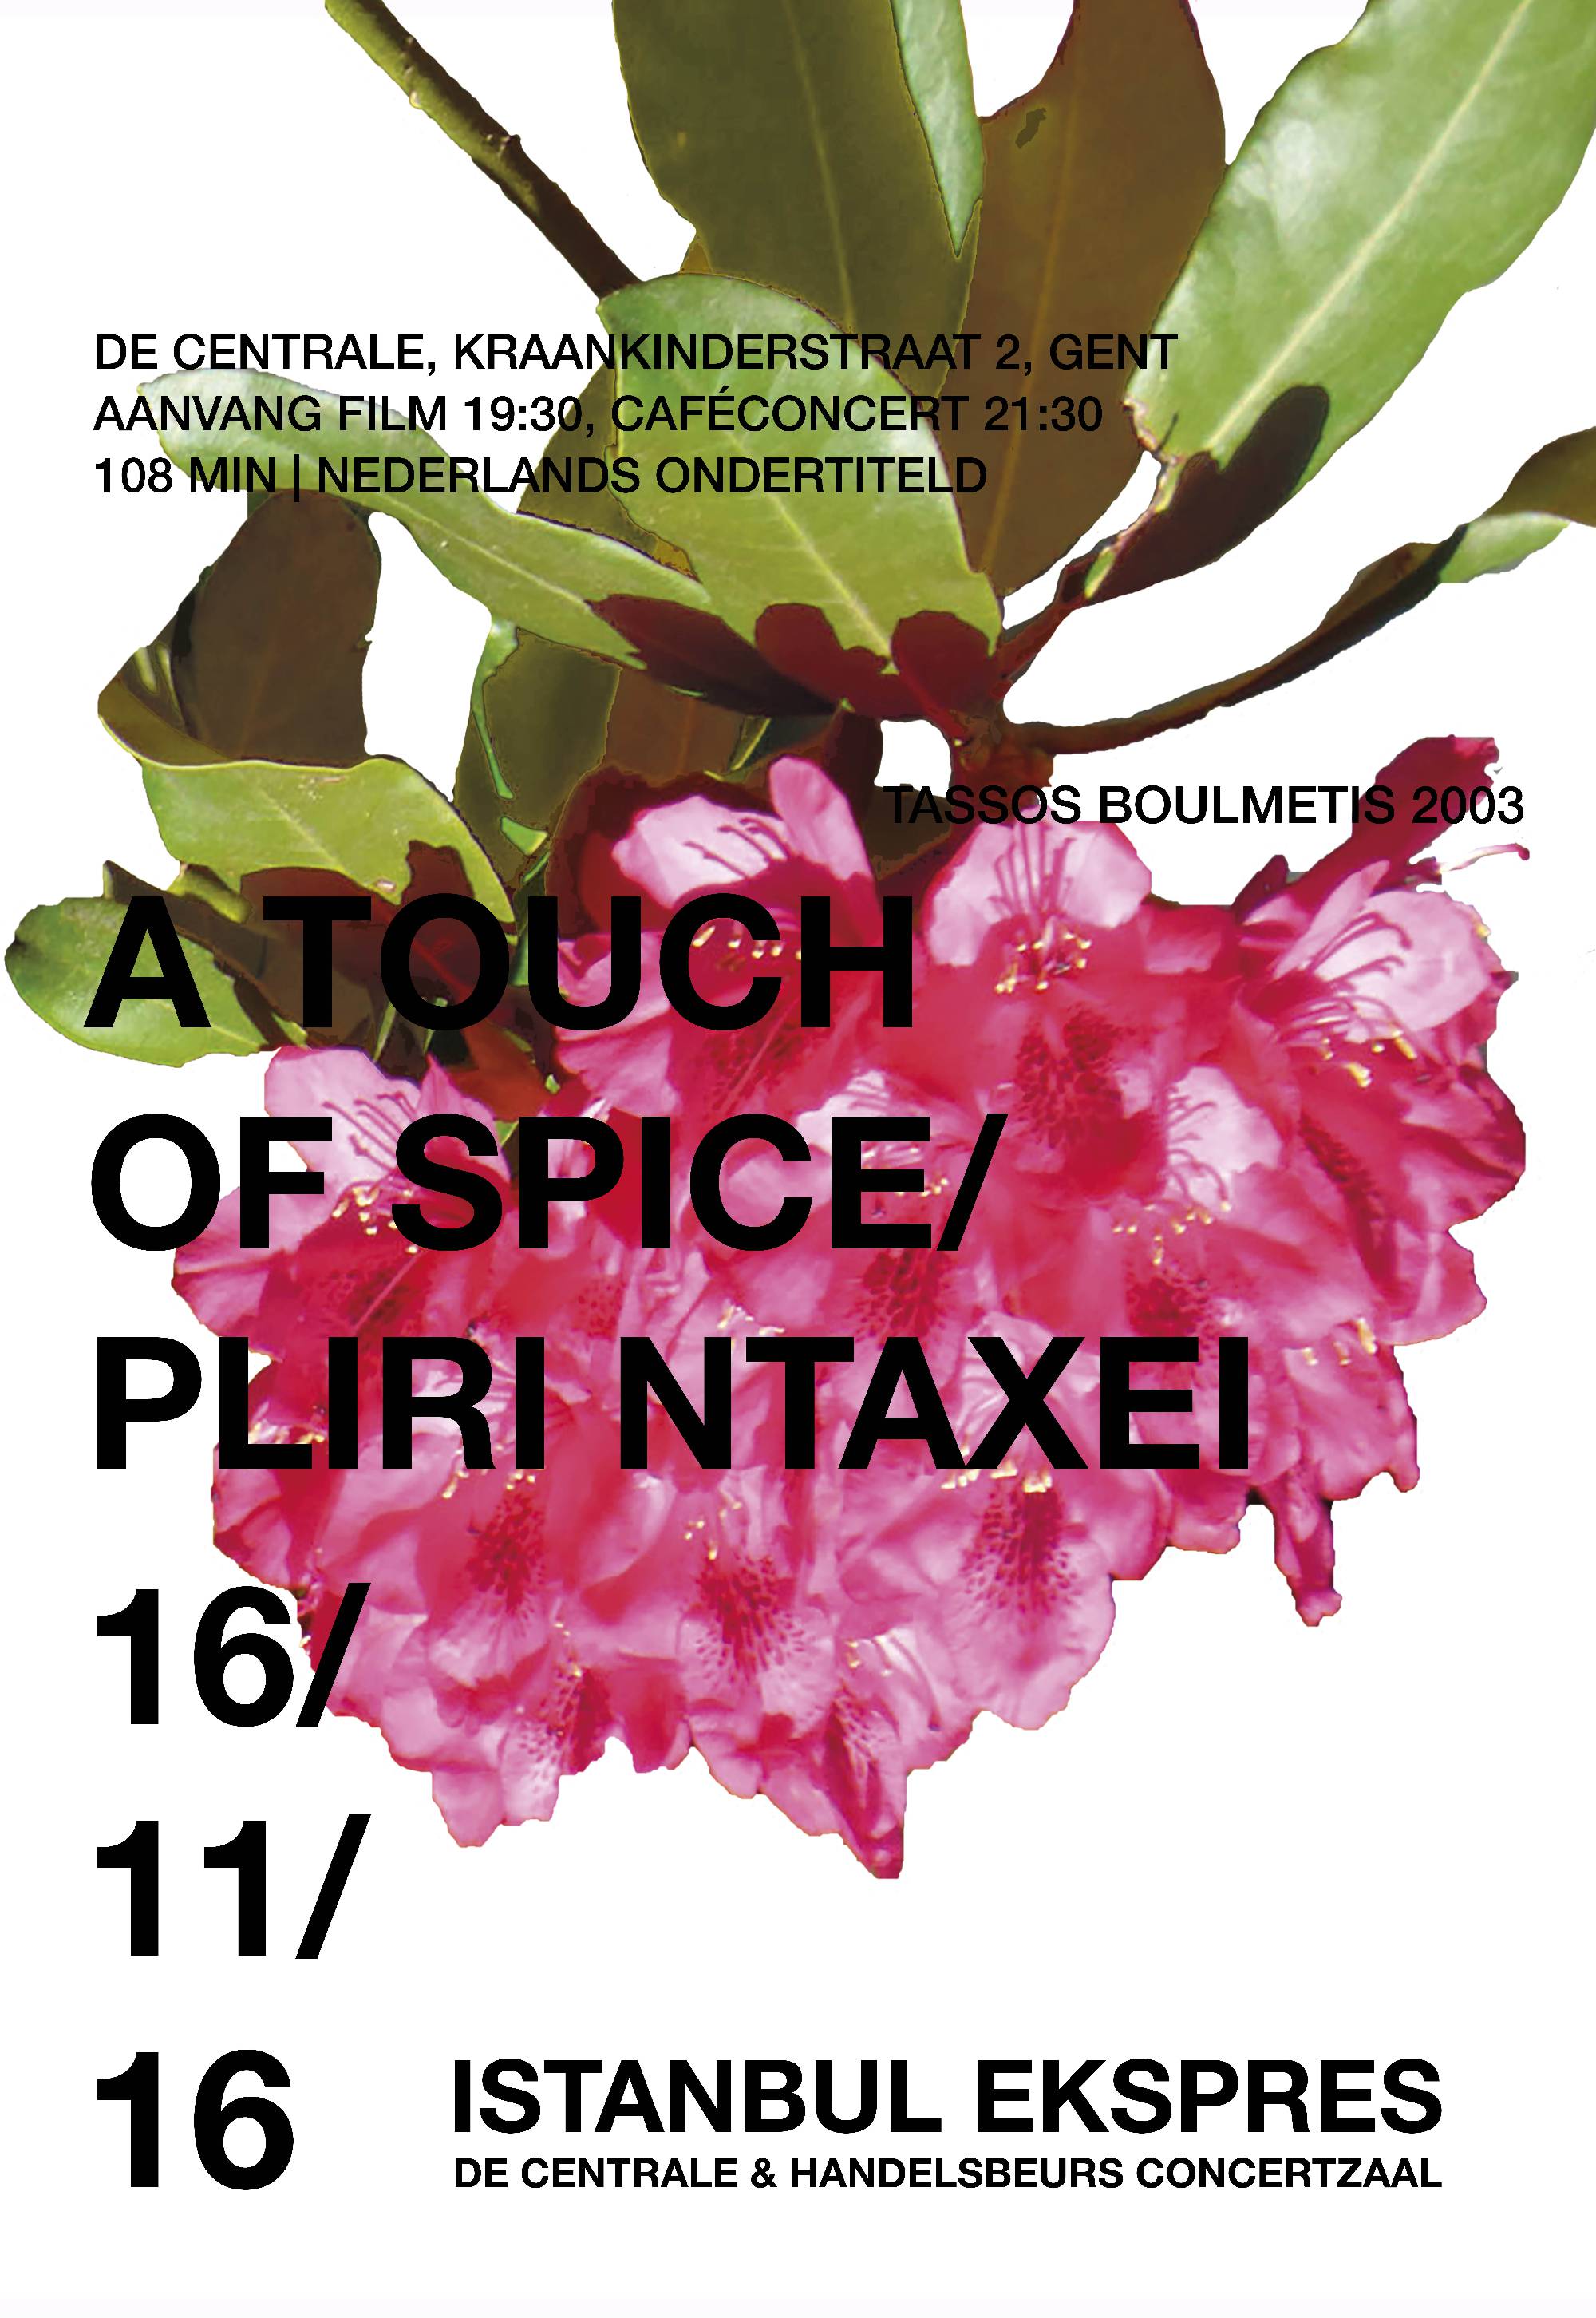 DE CENTRALE, KRAANKINDERSTRAAT 2, GENT
AANVANG FILM 19:30, CAFÉCONCERT 21:30
108 MIN | NEDERLANDS ONDERTITELD
TASSOS BOULMETIS 2003
A TOUCH
OF SPICE/
PLIRI NTAXEI
16/
11/
16
ISTANBUL EKSPRES
DE CENTRALE & HANDELSBEURS CONCERTZAAL